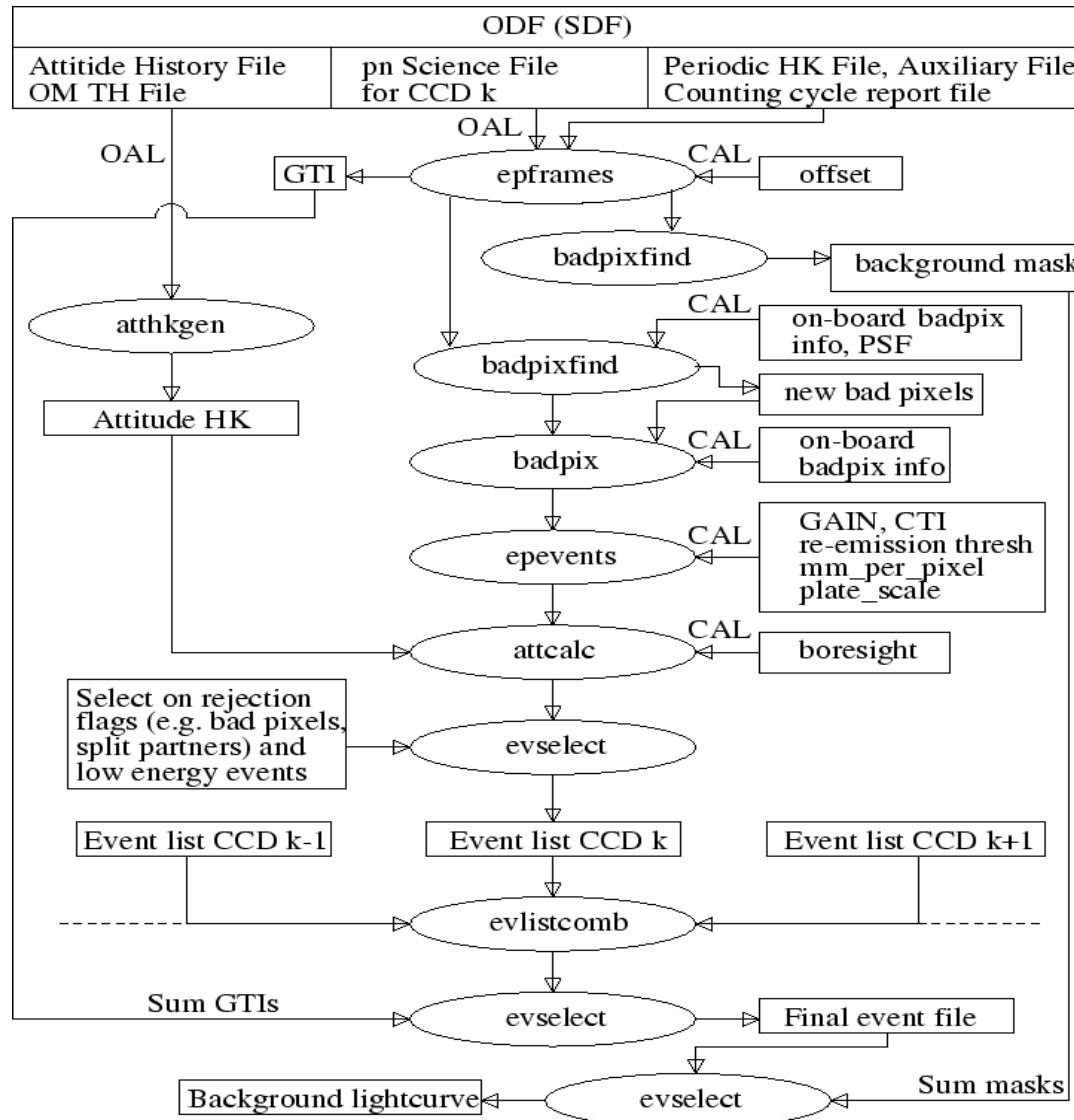 ODF (SDF)
Attitide History File
OM TH File
pn Science File
for CCD k
Periodic HK File, Auxiliary File
Counting cycle report file
OAL
OAL
GTI
epframes
CAL
offset
badpixfind
background mask
atthkgen
CAL
on-board badpix
info, PSF
badpixfind
new bad pixels
Attitude HK
badpix
CAL
on-board
badpix info
epevents
CAL
GAIN, CTI
re-emission thresh
mm_per_pixel
plate_scale
attcalc
CAL
boresight
Select on rejection
flags (e.g. bad pixels,
split partners) and
low energy events
evselect
Event list CCD k-1
Event list CCD k
Event list CCD k+1
evlistcomb
Sum GTIs
evselect
Final event file
Background lightcurve
evselect
Sum masks